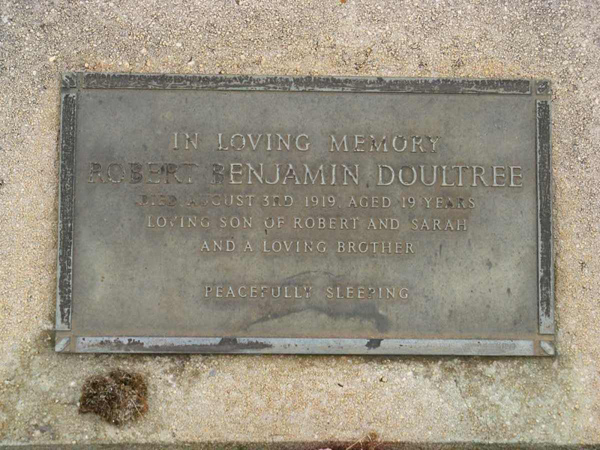 IN LOVING MEMORY
ROBERT BENJAMIN DOULTREE
DIED AUGUST 3RD 1919, AGED 19 YEARS
LOVING SON OF ROBERT AND SARAH
AND A LOVING BROTHER
PEACEFULLY SLEEPING